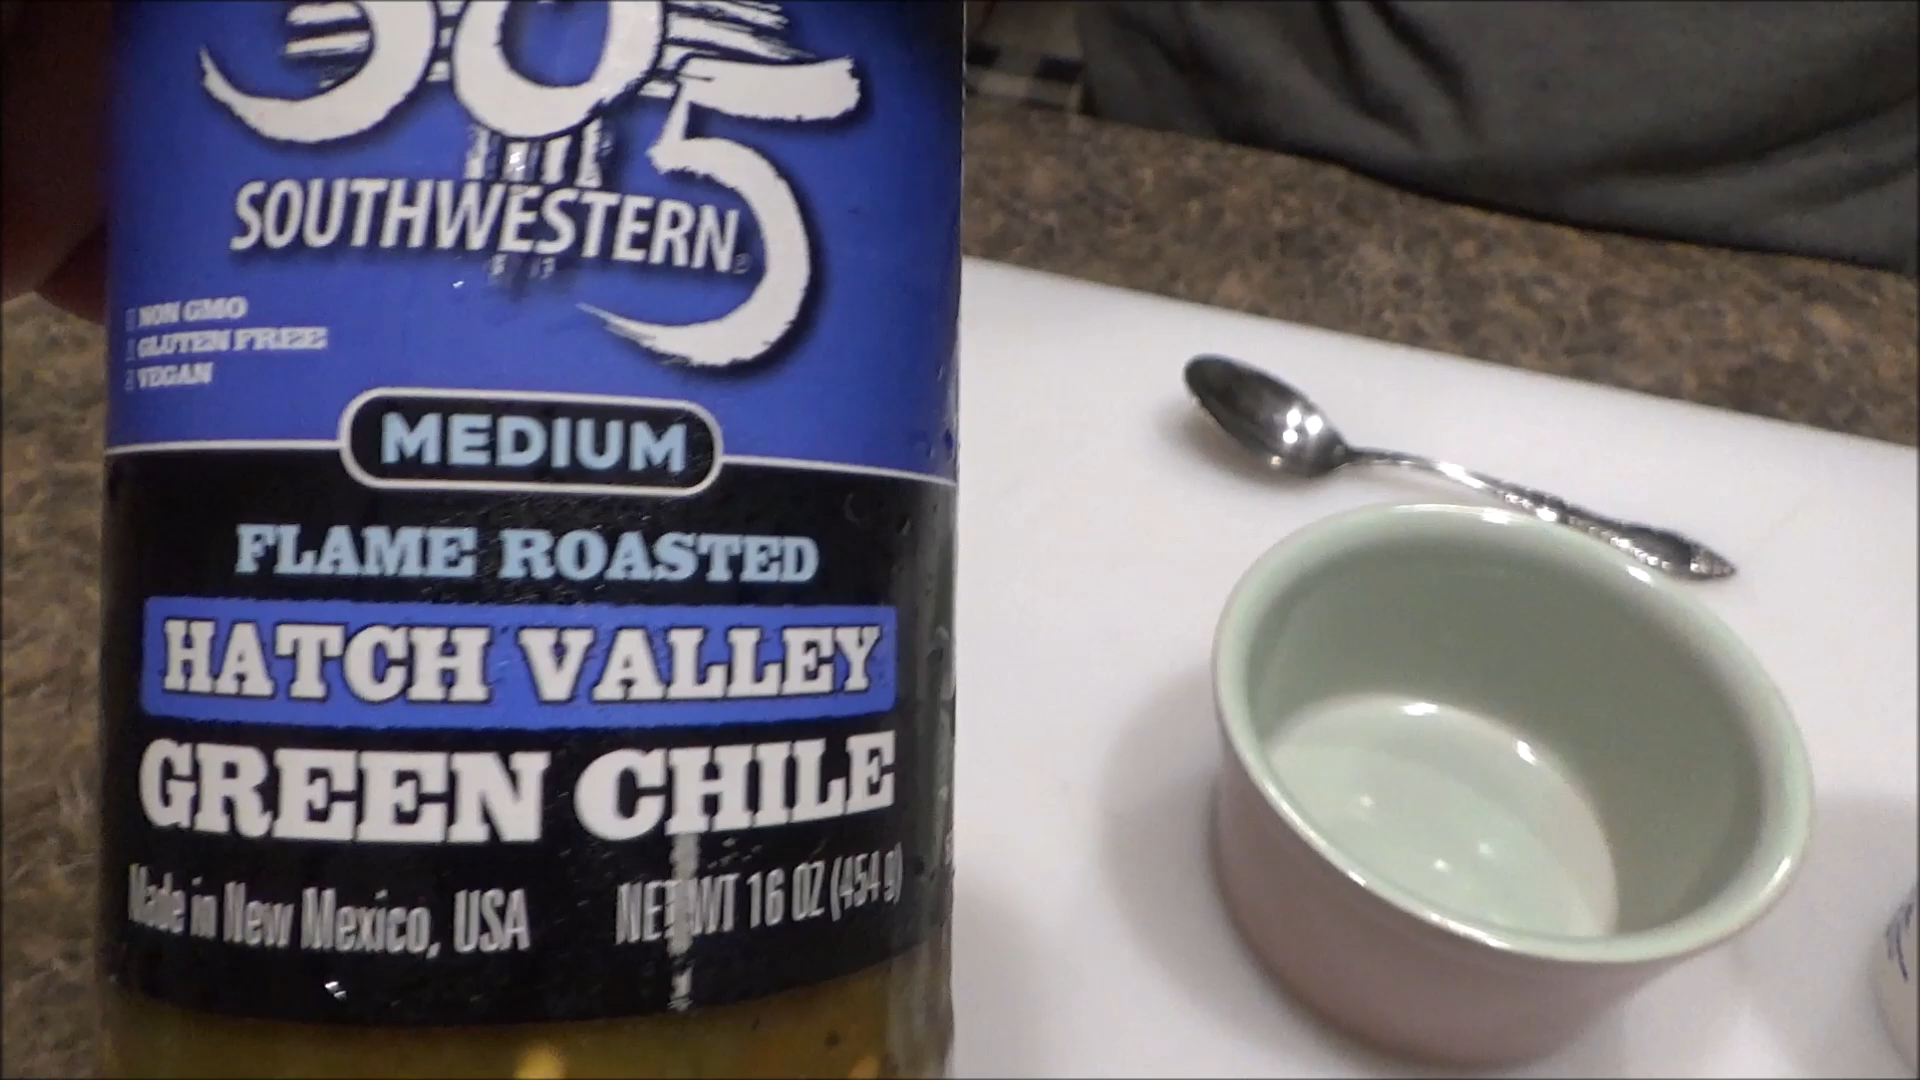 505
SOUTHWESTERN®
NON GMO
GLUTEN FREE
VEGAN
MEDIUM
FLAME ROASTED
HATCH VALLEY
GREEN CHILE
Made in New Mexico, USA NET WT 16 OZ (454 g)